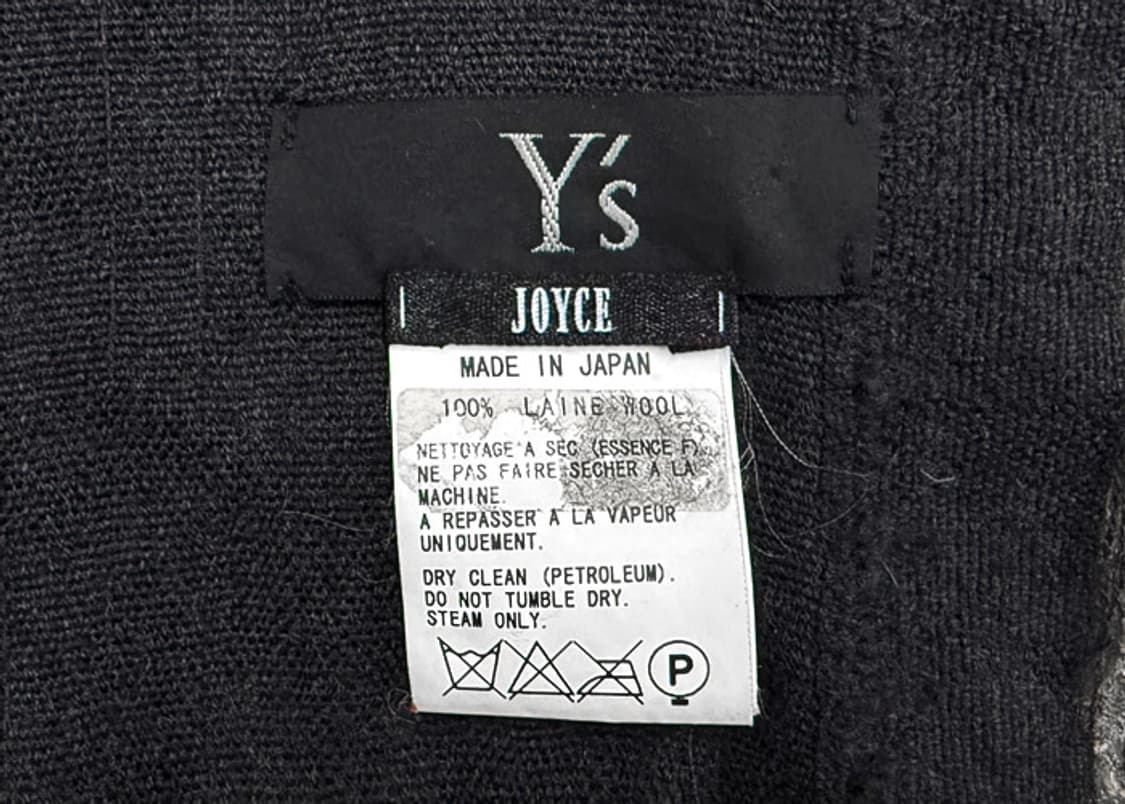 Y's
JOYCE
MADE IN JAPAN
100% LAINE WOOL
NETTOYAGE A SEC (ESSENCE F).
NE PAS FAIRE SECHER A LA
MACHINE.
A REPASSER A LA VAPEUR
UNIQUEMENT.
DRY CLEAN (PETROLEUM).
DO NOT TUMBLE DRY.
STEAM ONLY.
P